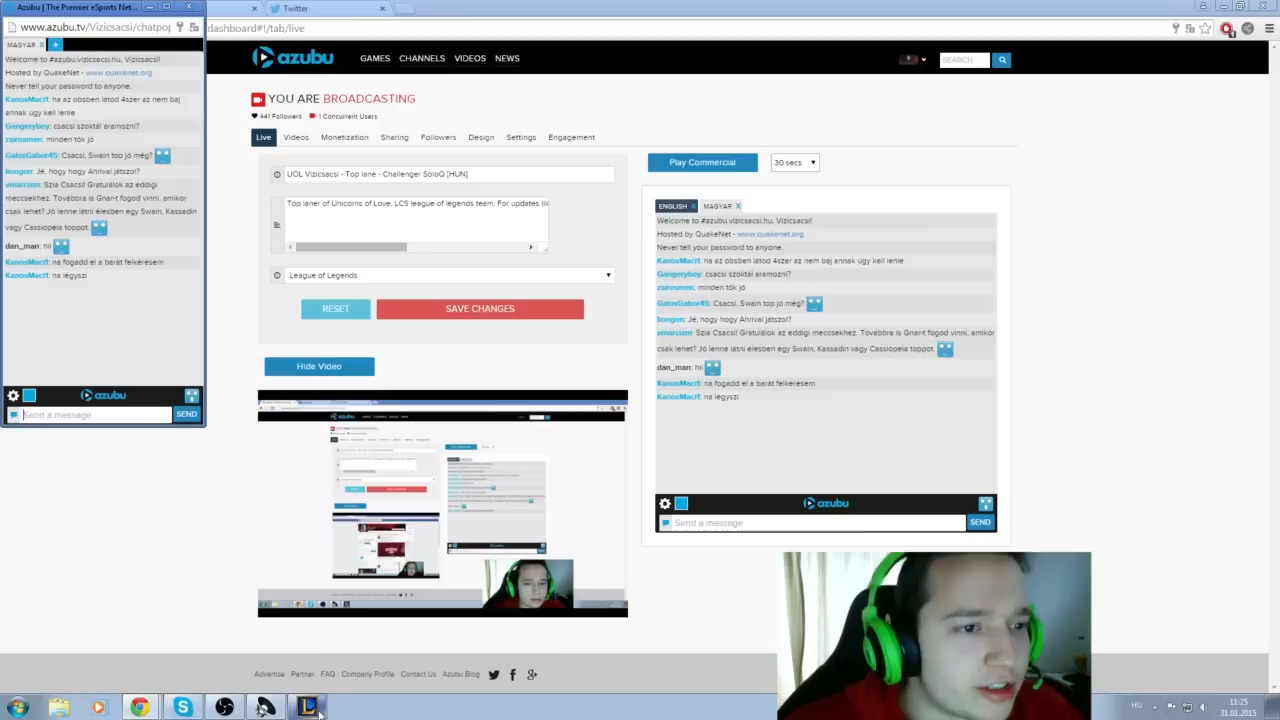 Azubu | The Premier eSports Net...
www.azubu.tv/Vizicsacsi/chatpop
MAGYAR X +
Welcome to #azubu.vizicsacsi.hu, Vizicsacsi!
Hosted by QuakeNet - www.quakenet.org
Never tell your password to anyone.
KanosMaci1: ha az obsben látod 4szer az nem baj
annak úgy kell lenie
Gangeryboy: csacsi szoktál aramozni?
zsirosmen: minden tök jó
GalosGabor45: Csacsi, Swain top jó még?
liongon: Jé, hogy hogy Ahrival játszol?
vmarcizm: Szia Csacsi! Gratulálok az eddigi
meccsekhez. Továbbra is Gnar-t fogod vinni, amikor
csak lehet? Jó lenne látni élesben egy Swain, Kassadin
vagy Cassiopeia toppot.
dan_man: hii
KanosMaci1: na fogadd el a barát felkérésem
KanosMaci1: na légyszi
azubu
Send a message
SEND
Twitter
dashboard#!/tab/live
azubu
GAMES CHANNELS VIDEOS NEWS
SEARCH
YOU ARE BROADCASTING
441 Followers 1 Concurrent Users
Live Videos Monetization Sharing Followers Design Settings Engagement
UOL Vizicsacsi - Top lane - Challenger SoloQ [HUN]
Top laner of Unicorns of Love, LCS league of legends team. For updates lik
League of Legends
RESET SAVE CHANGES
Hide Video
Play Commercial 30 secs
ENGLISH X MAGYAR X
Welcome to #azubu.vizicsacsi.hu, Vizicsacsi!
Hosted by QuakeNet - www.quakenet.org
Never tell your password to anyone.
KanosMaci1: ha az obsben látod 4szer az nem baj annak úgy kell lenie
Gangeryboy: csacsi szoktál aramozni?
zsirosmen: minden tök jó
GalosGabor45: Csacsi, Swain top jó még?
liongon: Jé, hogy hogy Ahrival játszol?
vmarcizm: Szia Csacsi! Gratulálok az eddigi meccsekhez. Továbbra is Gnar-t fogod vinni, amikor
csak lehet? Jó lenne látni élesben egy Swain, Kassadin vagy Cassiopeia toppot.
dan_man: hii
KanosMaci1: na fogadd el a barát felkérésem
KanosMaci1: na légyszi
azubu
Send a message
SEND
Advertise Partner FAQ Company Profile Contact Us Azubu Blog
HU
11:25
31.01.2015